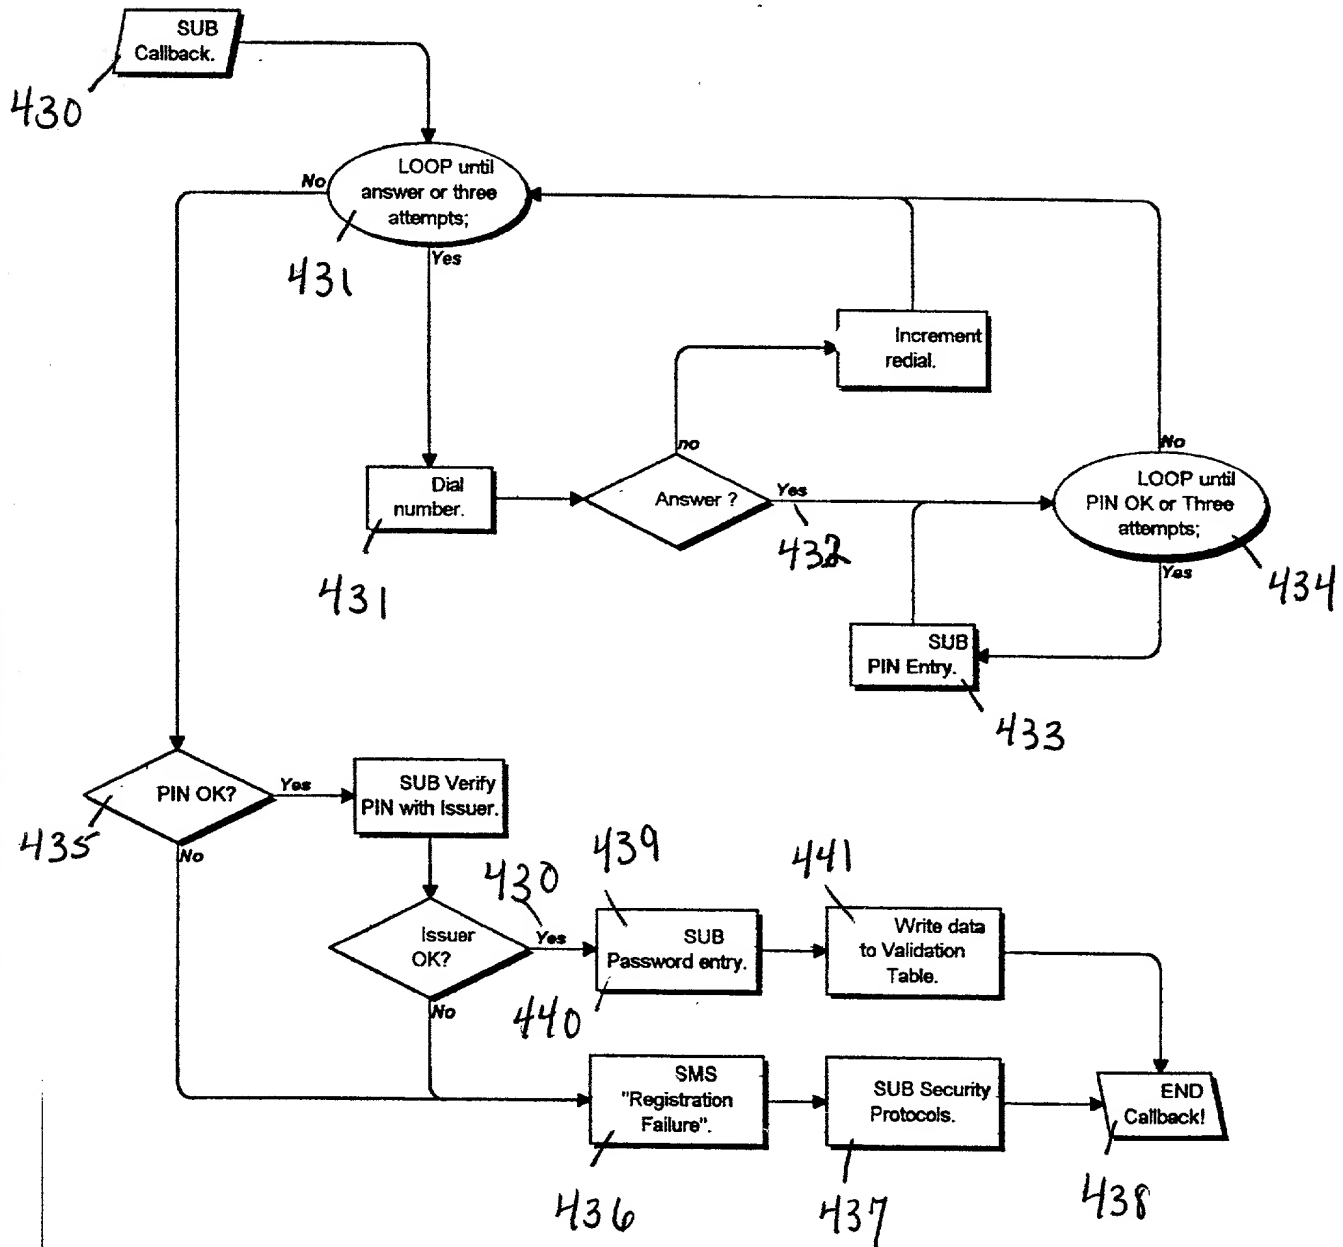 SUB
Callback.
430
LOOP until
answer or three
attempts;
No
Yes
431
Increment
redial.
no
Dial
number.
431
Answer ?
Yes
432
No
LOOP until
PIN OK or Three
attempts;
Yes
434
SUB
PIN Entry.
433
PIN OK?
Yes
No
435
SUB Verify
PIN with Issuer.
Issuer
OK?
430
Yes
No
439
SUB
Password entry.
440
441
Write data
to Validation
Table.
SMS
"Registration
Failure".
436
SUB Security
Protocols.
437
END
Callback!
438